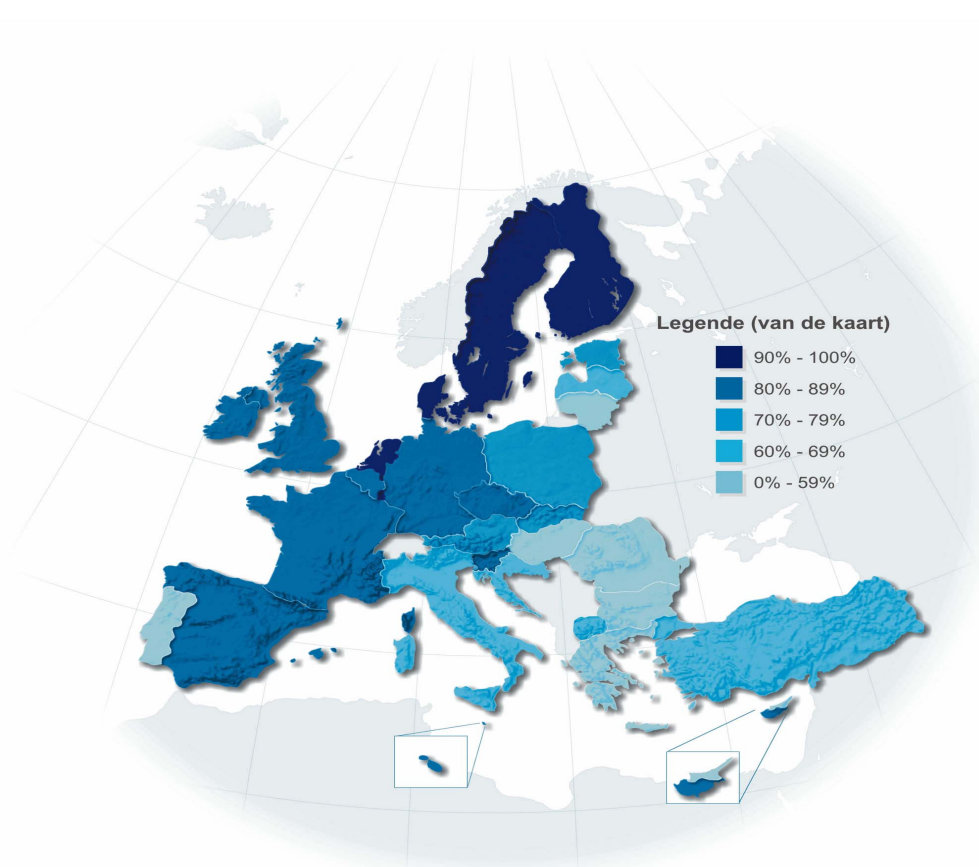 Legende (van de kaart)
90% - 100%
80% - 89%
70% - 79%
60% - 69%
0% - 59%